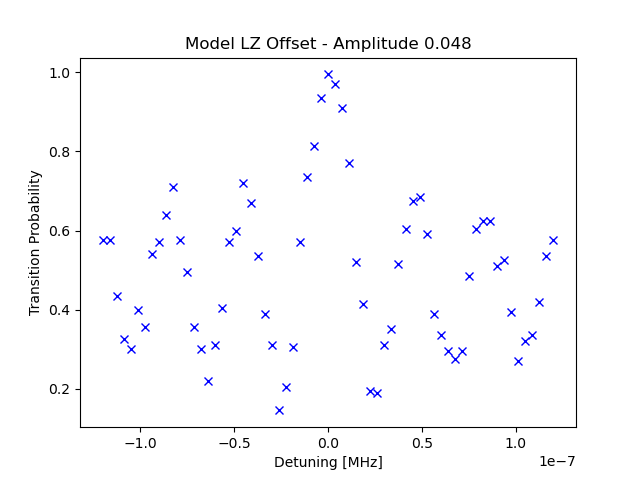 Model LZ Offset - Amplitude 0.048
1.0
0.8
0.6
0.4
0.2
Transition Probability
−1.0 −0.5 0.0 0.5 1.0
1e−7
Detuning [MHz]